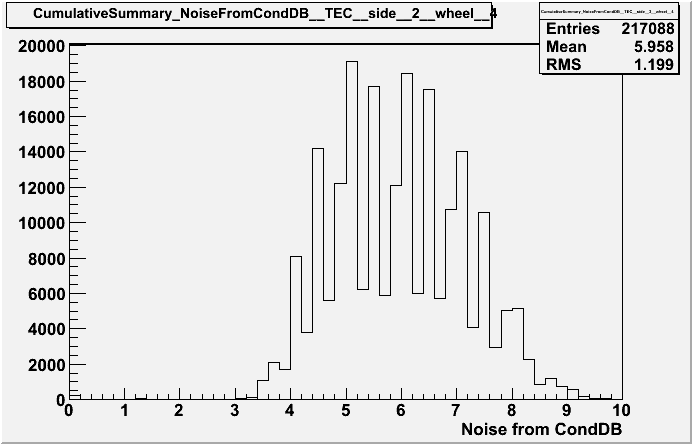 CumulativeSummary_NoiseFromCondDB__TEC__side__2__wheel__4
CumulativeSummary_NoiseFromCondDB__TEC__side__2__wheel__4
Entries 217088
Mean 5.958
RMS 1.199
20000
18000
16000
14000
12000
10000
8000
6000
4000
2000
0
0 1 2 3 4 5 6 7 8 9 10
Noise from CondDB